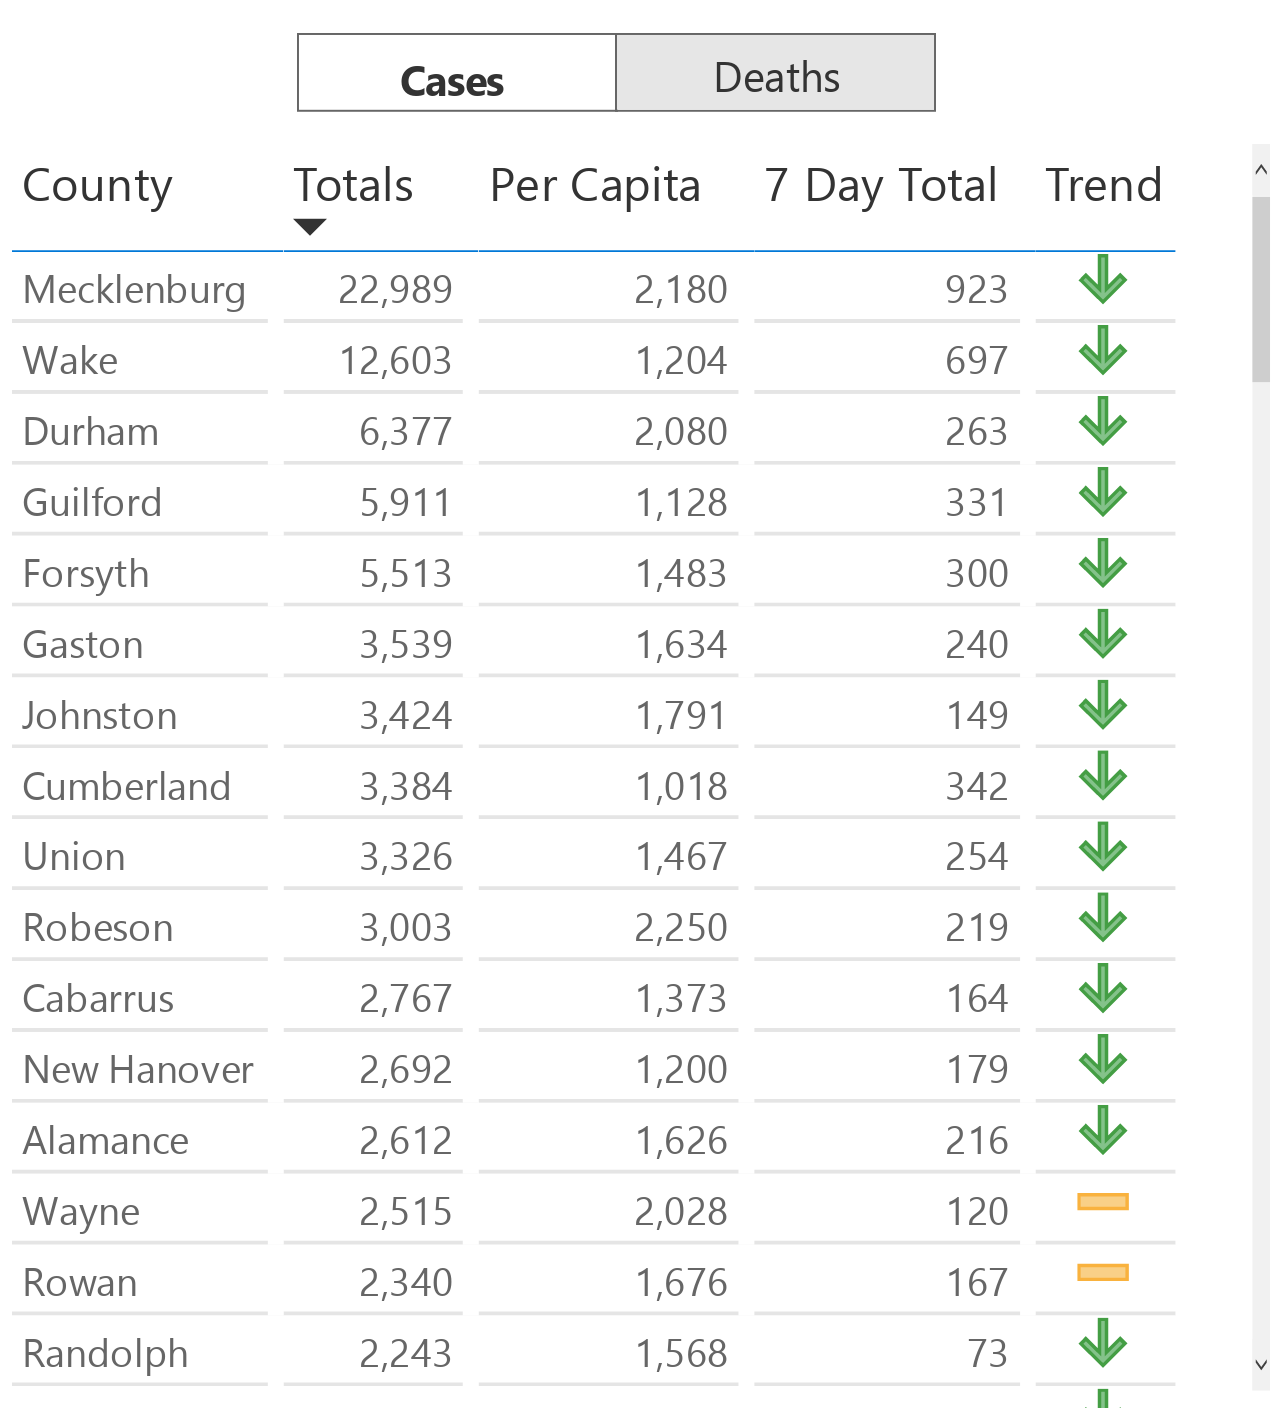 Cases Deaths
County Totals Per Capita 7 Day Total Trend
Mecklenburg 22,989 2,180 923
Wake 12,603 1,204 697
Durham 6,377 2,080 263
Guilford 5,911 1,128 331
Forsyth 5,513 1,483 300
Gaston 3,539 1,634 240
Johnston 3,424 1,791 149
Cumberland 3,384 1,018 342
Union 3,326 1,467 254
Robeson 3,003 2,250 219
Cabarrus 2,767 1,373 164
New Hanover 2,692 1,200 179
Alamance 2,612 1,626 216
Wayne 2,515 2,028 120
Rowan 2,340 1,676 167
Randolph 2,243 1,568 73